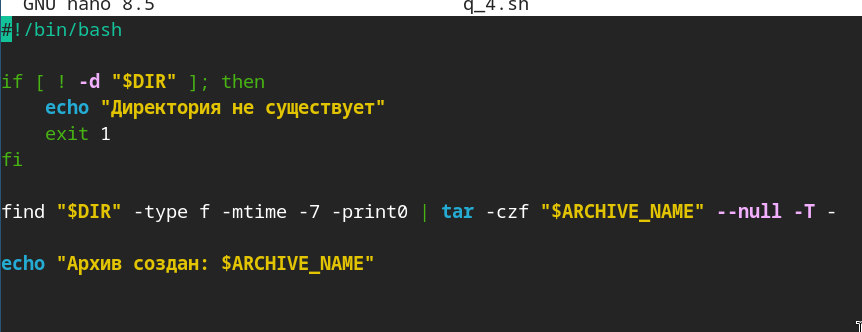 GNU nano 8.5 q_4.sh
#!/bin/bash
if [ ! -d "$DIR" ]; then
echo "Директория не существует"
exit 1
fi
find "$DIR" -type f -mtime -7 -print0 | tar -czf "$ARCHIVE_NAME" --null -T -
echo "Архив создан: $ARCHIVE_NAME"